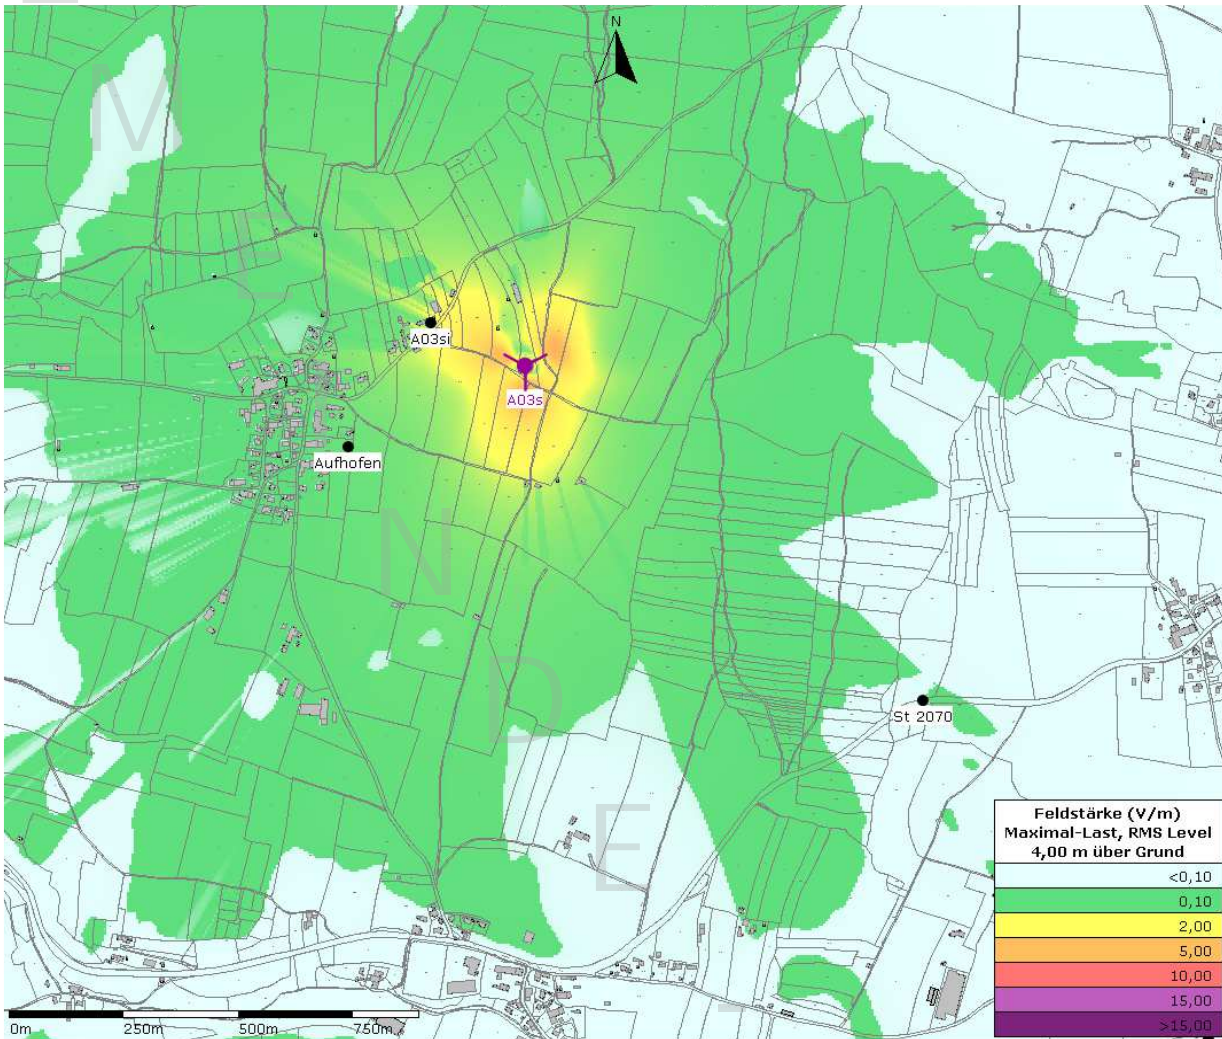 M
E
N
D
E
N
A03si
A03s
Aufhofen
St 2070
Feldstärke (V/m)
Maximal-Last, RMS Level
4,00 m über Grund
<0,10
0,10
2,00
5,00
10,00
15,00
>15,00
0m 250m 500m 750m